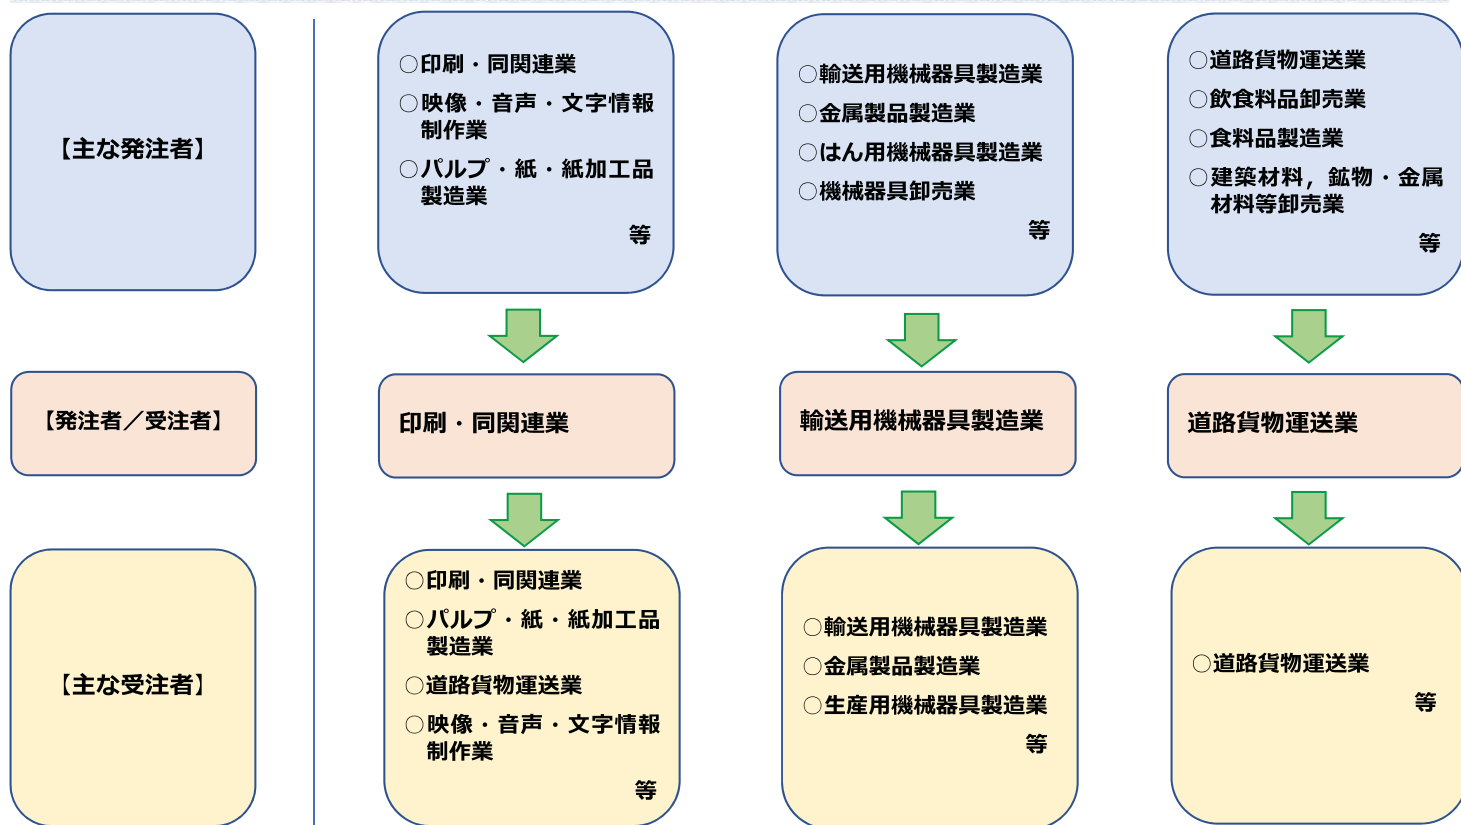 【主な発注者】
○印刷・同関連業
○映像・音声・文字情報
制作業
○パルプ・紙・紙加工品
製造業
等
○輸送用機械器具製造業
○金属製品製造業
○はん用機械器具製造業
○機械器具卸売業
等
○道路貨物運送業
○飲食料品卸売業
○食料品製造業
○建築材料，鉱物・金属
材料等卸売業
等
【発注者／受注者】
印刷・同関連業
輸送用機械器具製造業
道路貨物運送業
【主な受注者】
○印刷・同関連業
○パルプ・紙・紙加工品
製造業
○道路貨物運送業
○映像・音声・文字情報
制作業
等
○輸送用機械器具製造業
○金属製品製造業
○生産用機械器具製造業
等
○道路貨物運送業
等